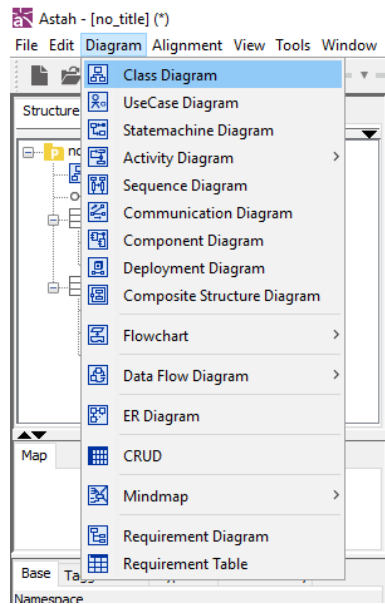 Astah - [no_title] (*)
File Edit Diagram Alignment View Tools Window
Class Diagram
Structure
UseCase Diagram
Statemachine Diagram
Activity Diagram
Sequence Diagram
Communication Diagram
Component Diagram
Deployment Diagram
Composite Structure Diagram
Flowchart
Data Flow Diagram
ER Diagram
Map
CRUD
Mindmap
Requirement Diagram
Requirement Table
Base
Namespace